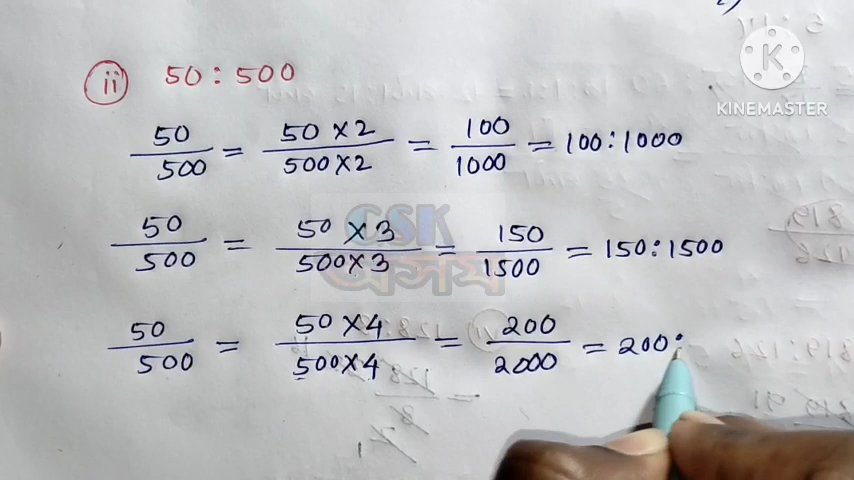 KINEMASTER
ii 50 : 500
50/500 = 50 × 2/500 × 2 = 100/1000 = 100 : 1000
CSK
অসম
50/500 = 50 × 3/500 × 3 = 150/1500 = 150 : 1500
50/500 = 50 × 4/500 × 4 = 200/2000 = 200 :